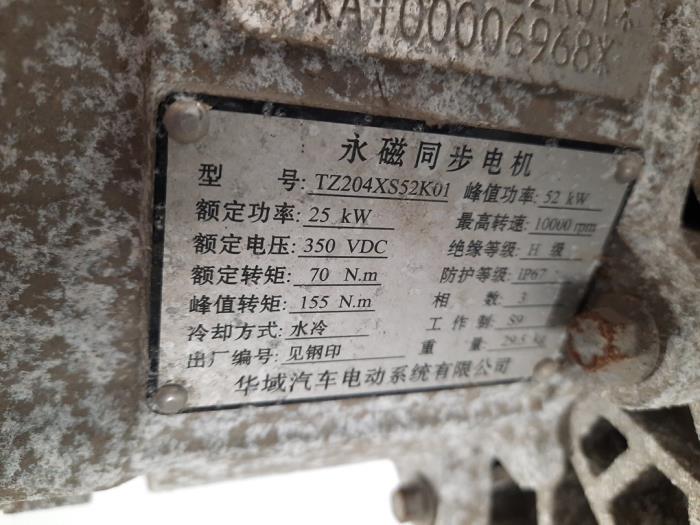 2K01*
*A400006968*
永磁同步电机
型 号: TZ204XS52K01 峰值功率: 52 kW
额定功率: 25 kW 最高转速: 10000 rpm
额定电压: 350 VDC 绝缘等级: H 级
额定转矩: 70 N.m 防护等级: IP67
峰值转矩: 155 N.m 相 数: 3
冷却方式: 水冷 工 作 制: S9
出厂编号: 见钢印 重 量: 29.5 kg
华域汽车电动系统有限公司